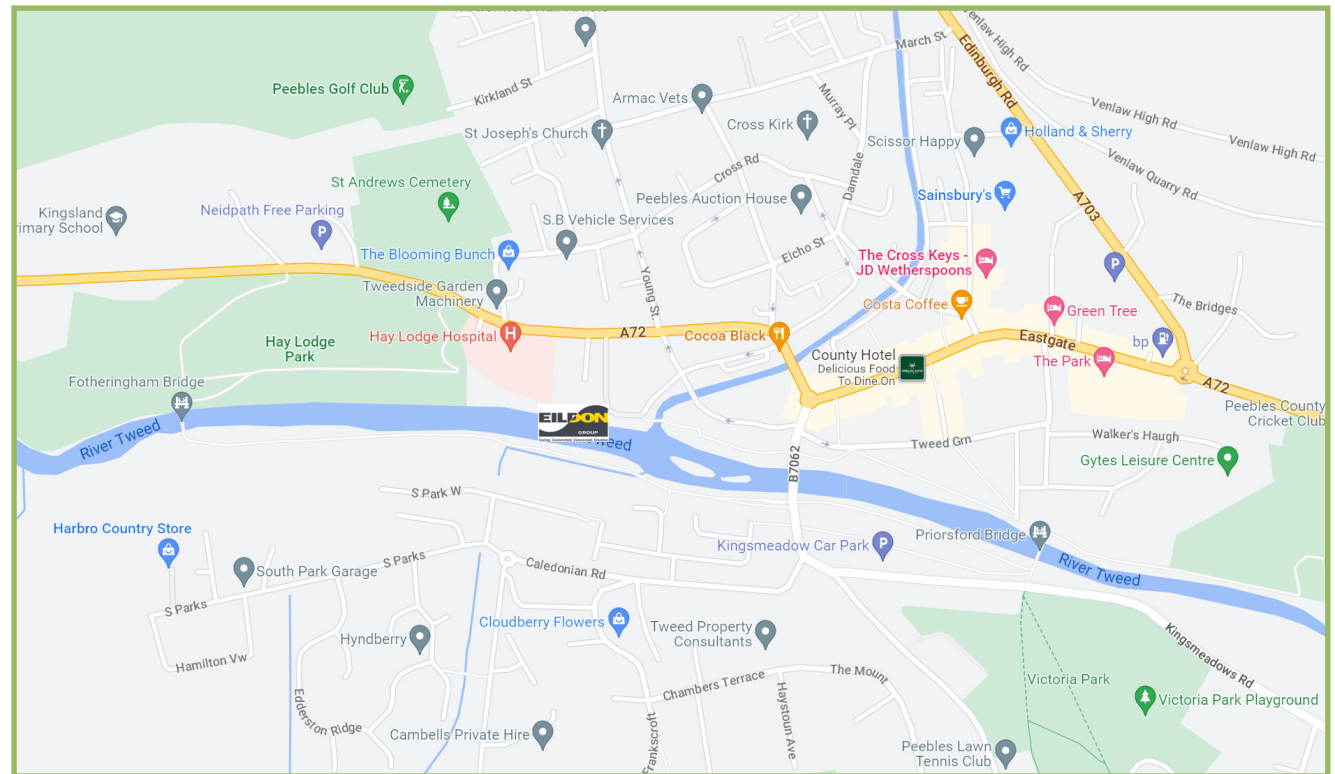 March St
Venlaw High Rd
Edinburgh Rd
Peebles Golf Club
Kirkland St
Armac Vets
Murray Pl
Venlaw High Rd
Cross Kirk
St Joseph's Church
Scissor Happy
Holland & Sherry
Venlaw High Rd
Cross Rd
Damdale
Venlaw Quarry Rd
St Andrews Cemetery
Peebles Auction House
Sainsbury's
A703
Neidpath Free Parking
P
Kingsland
S.B Vehicle Services
The Blooming Bunch
Elcho St
The Cross Keys -
JD Wetherspoons
P
Tweedside Garden
Machinery
Young St.
Costa Coffee
The Bridges
Green Tree
Hay Lodge Hospital
H
A72
Cocoa Black
Eastgate
bp
Hay Lodge
Park
County Hotel
Delicious Food
To Dine On
The Park
A72
Fotheringham Bridge
Peebles County
Cricket Club
EILDON
GROUP
River Tweed
Tweed
Tweed Grn
Walker's Haugh
B7062
Gytes Leisure Centre
S Park W
Harbro Country Store
Kingsmeadow Car Park
P
Priorsford Bridge
S Parks
South Park Garage
Caledonian Rd
River Tweed
S Parks
Cloudberry Flowers
Tweed Property
Consultants
Hyndberry
Kingsmeadows Rd
Hamilton Vw
The Mount
Chambers Terrace
Victoria Park
Edderston Ridge
Haystoun Ave
Victoria Park Playground
Frankscroft
Cambells Private Hire
Peebles Lawn
Tennis Club